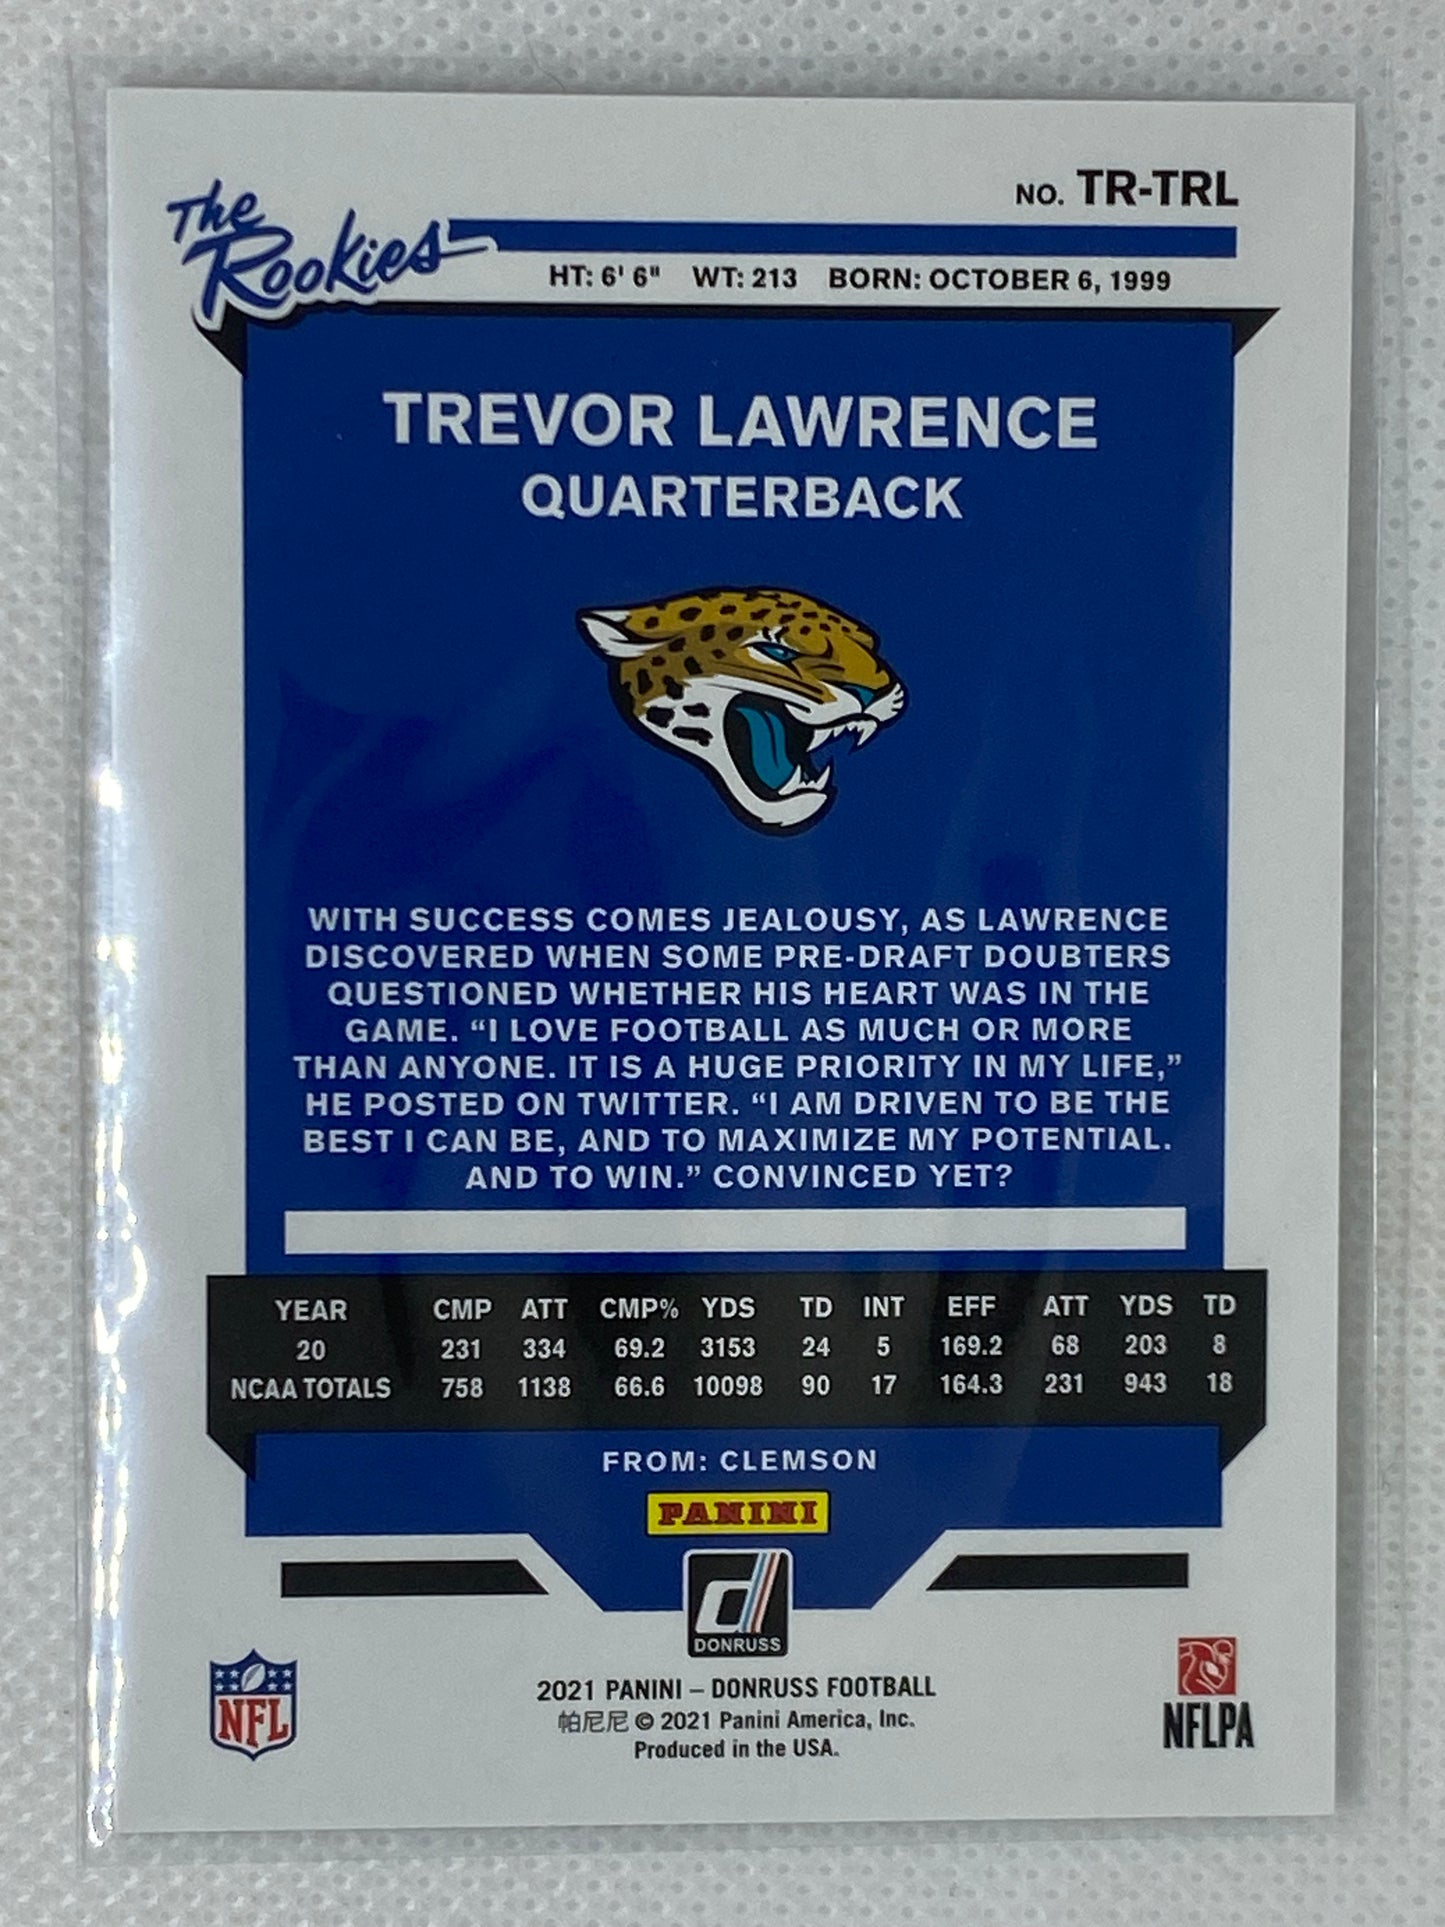 The
Rookies
NO. TR-TRL
HT: 6' 6" WT: 213 BORN: OCTOBER 6, 1999
TREVOR LAWRENCE
QUARTERBACK
WITH SUCCESS COMES JEALOUSY, AS LAWRENCE
DISCOVERED WHEN SOME PRE-DRAFT DOUBTERS
QUESTIONED WHETHER HIS HEART WAS IN THE
GAME. “I LOVE FOOTBALL AS MUCH OR MORE
THAN ANYONE. IT IS A HUGE PRIORITY IN MY LIFE,”
HE POSTED ON TWITTER. “I AM DRIVEN TO BE THE
BEST I CAN BE, AND TO MAXIMIZE MY POTENTIAL.
AND TO WIN.” CONVINCED YET?
YEAR CMP ATT CMP% YDS TD INT EFF ATT YDS TD
20 231 334 69.2 3153 24 5 169.2 68 203 8
NCAA TOTALS 758 1138 66.6 10098 90 17 164.3 231 943 18
FROM: CLEMSON
PANINI
d
DONRUSS
NFL
2021 PANINI – DONRUSS FOOTBALL
帕尼尼 © 2021 Panini America, Inc.
Produced in the USA.
NFLPA